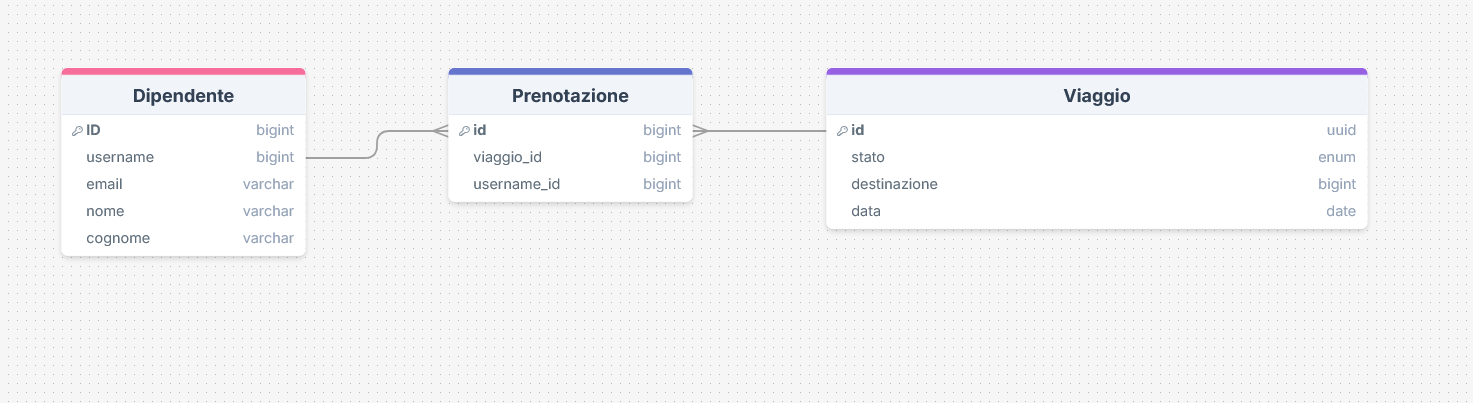 Dipendente
ID bigint
username bigint
email varchar
nome varchar
cognome varchar
Prenotazione
id bigint
viaggio_id bigint
username_id bigint
Viaggio
id uuid
stato enum
destinazione bigint
data date